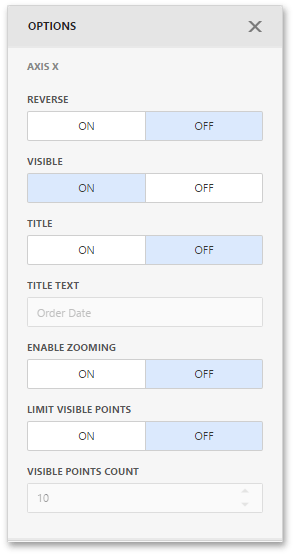 OPTIONS
AXIS X
REVERSE
ON OFF
VISIBLE
ON OFF
TITLE
ON OFF
TITLE TEXT
Order Date
ENABLE ZOOMING
ON OFF
LIMIT VISIBLE POINTS
ON OFF
VISIBLE POINTS COUNT
10